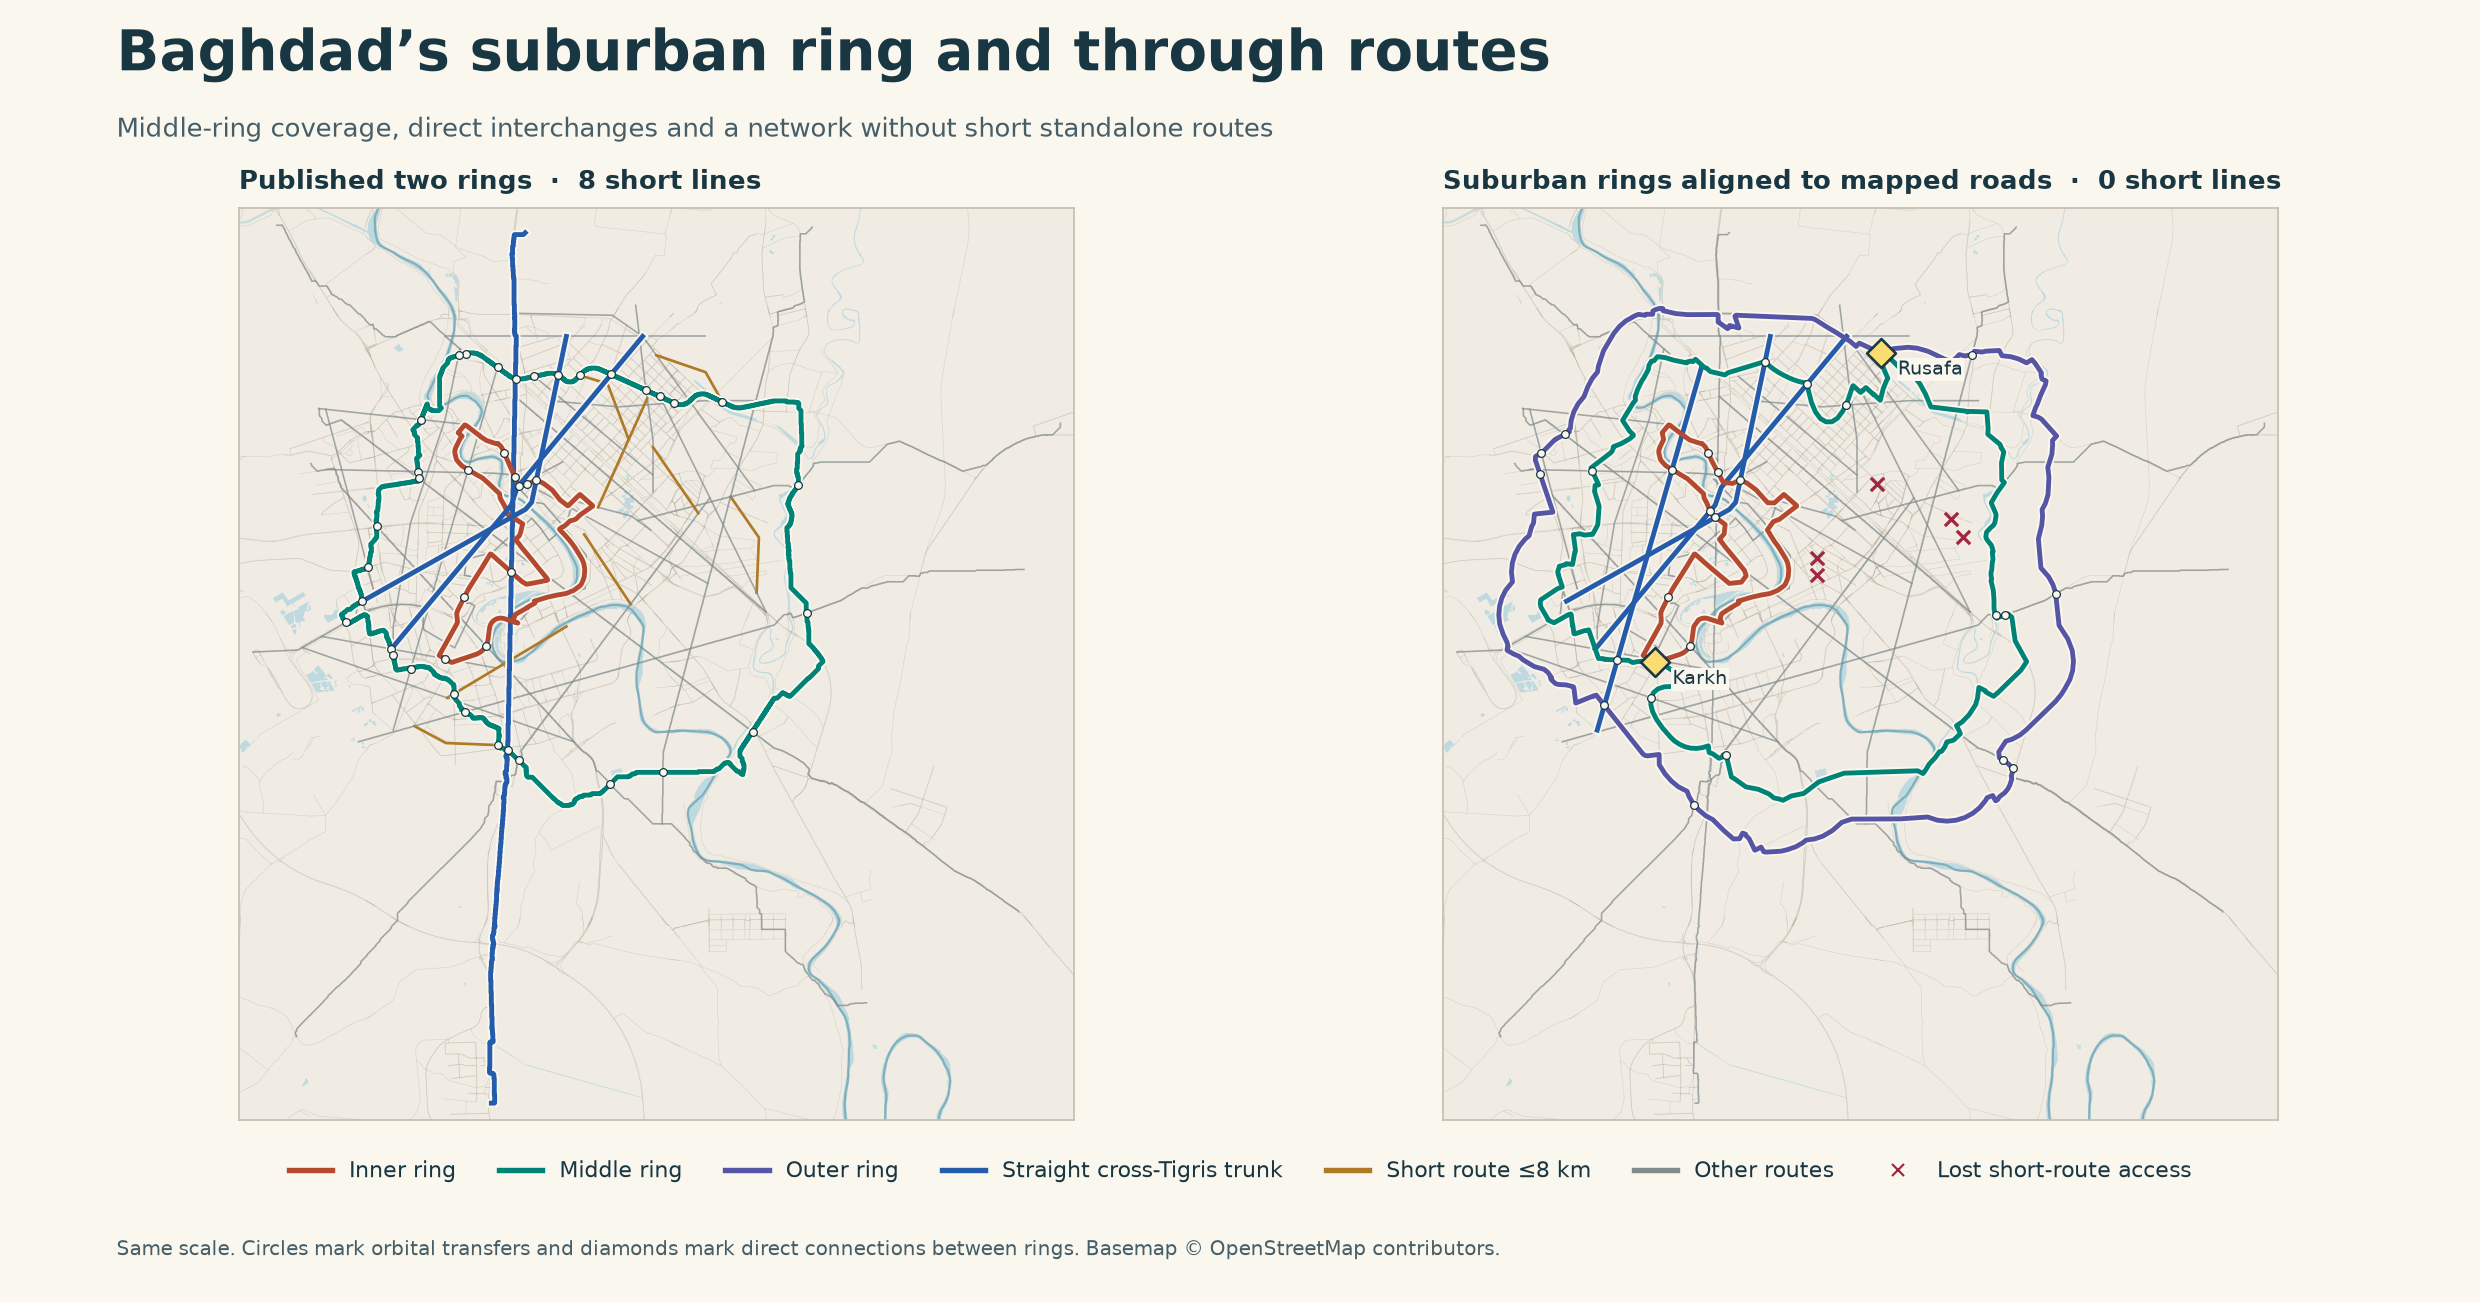 Baghdad’s suburban ring and through routes
Middle-ring coverage, direct interchanges and a network without short standalone routes
Published two rings · 8 short lines
Suburban rings aligned to mapped roads · 0 short lines
Rusafa
Karkh
Inner ring
Middle ring
Outer ring
Straight cross-Tigris trunk
Short route ≤8 km
Other routes
Lost short-route access
Same scale. Circles mark orbital transfers and diamonds mark direct connections between rings. Basemap © OpenStreetMap contributors.